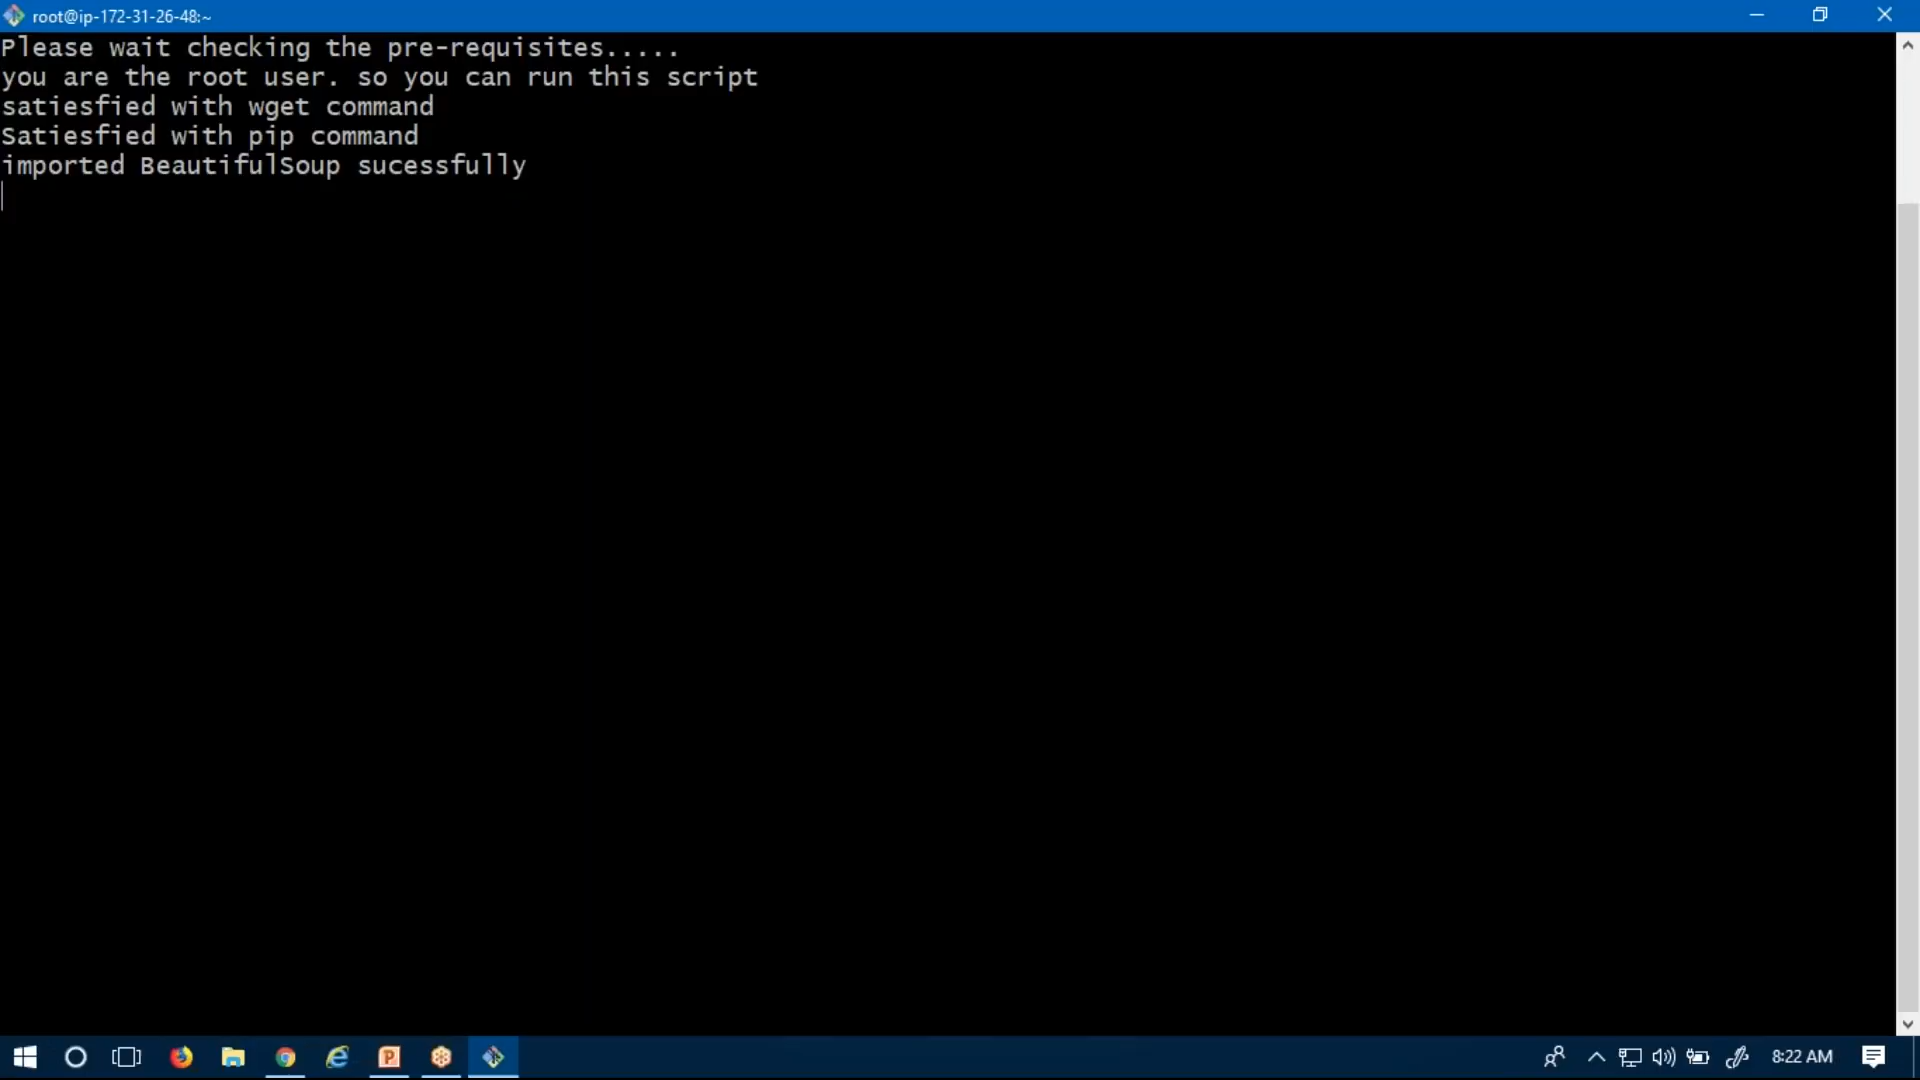 root@ip-172-31-26-48:~
Please wait checking the pre-requisites.....
you are the root user. so you can run this script
satiesfied with wget command
Satiesfied with pip command
imported BeautifulSoup sucessfully
8:22 AM